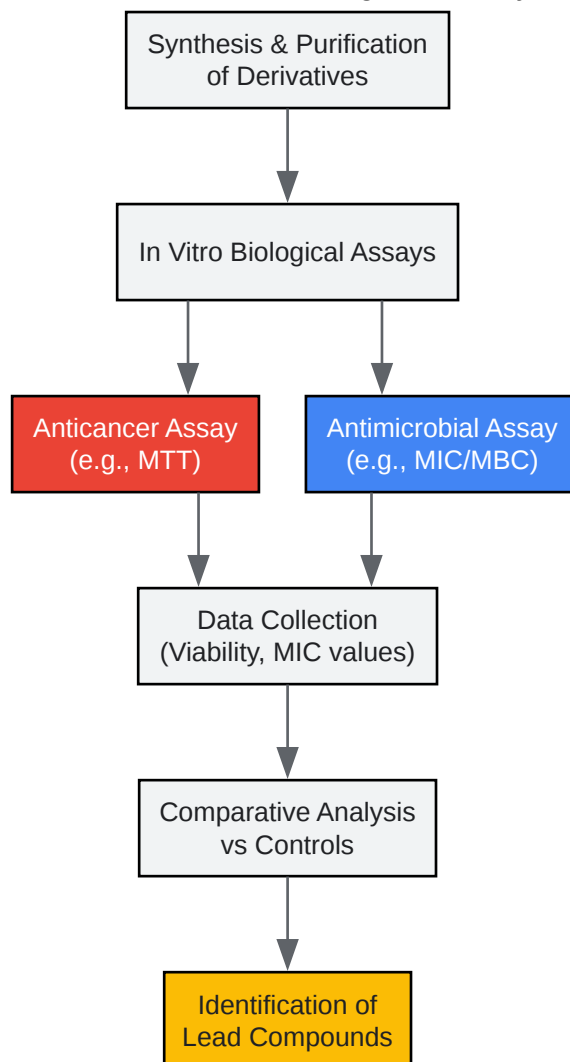 Synthesis & Purification
of Derivatives
In Vitro Biological Assays
Anticancer Assay
(e.g., MTT)
Antimicrobial Assay
(e.g., MIC/MBC)
Data Collection
(Viability, MIC values)
Comparative Analysis
vs Controls
Identification of
Lead Compounds